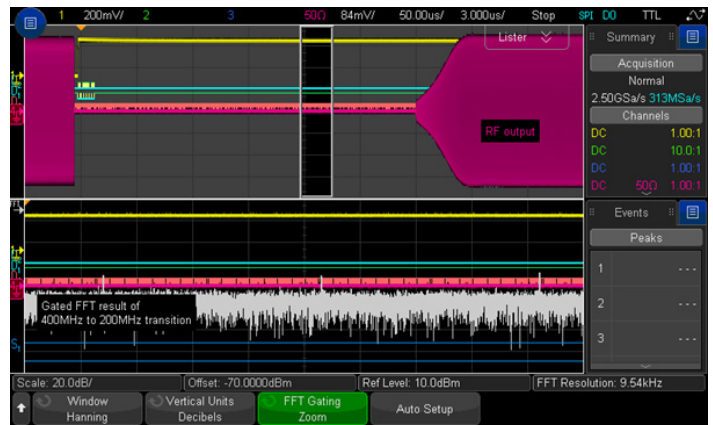 1 200mV/ 2 3 50Ω 84mV/ 50.00us/ 3.000us/ Stop SPI D0 TTL
Lister
Summary
Acquisition
Normal
2.50GSa/s 313MSa/s
Channels
DC 1.00:1
DC 10.0:1
DC 1.00:1
DC 50Ω 1.00:1
RF output
FFT
Events
Peaks
1 ---
2 ---
3 ---
Gated FFT result of
400MHz to 200MHz transition
S₁
Scale: 20.0dB/ Offset: -70.0000dBm Ref Level: 10.0dBm FFT Resolution: 9.54kHz
Window
Hanning
Vertical Units
Decibels
FFT Gating
Zoom
Auto Setup